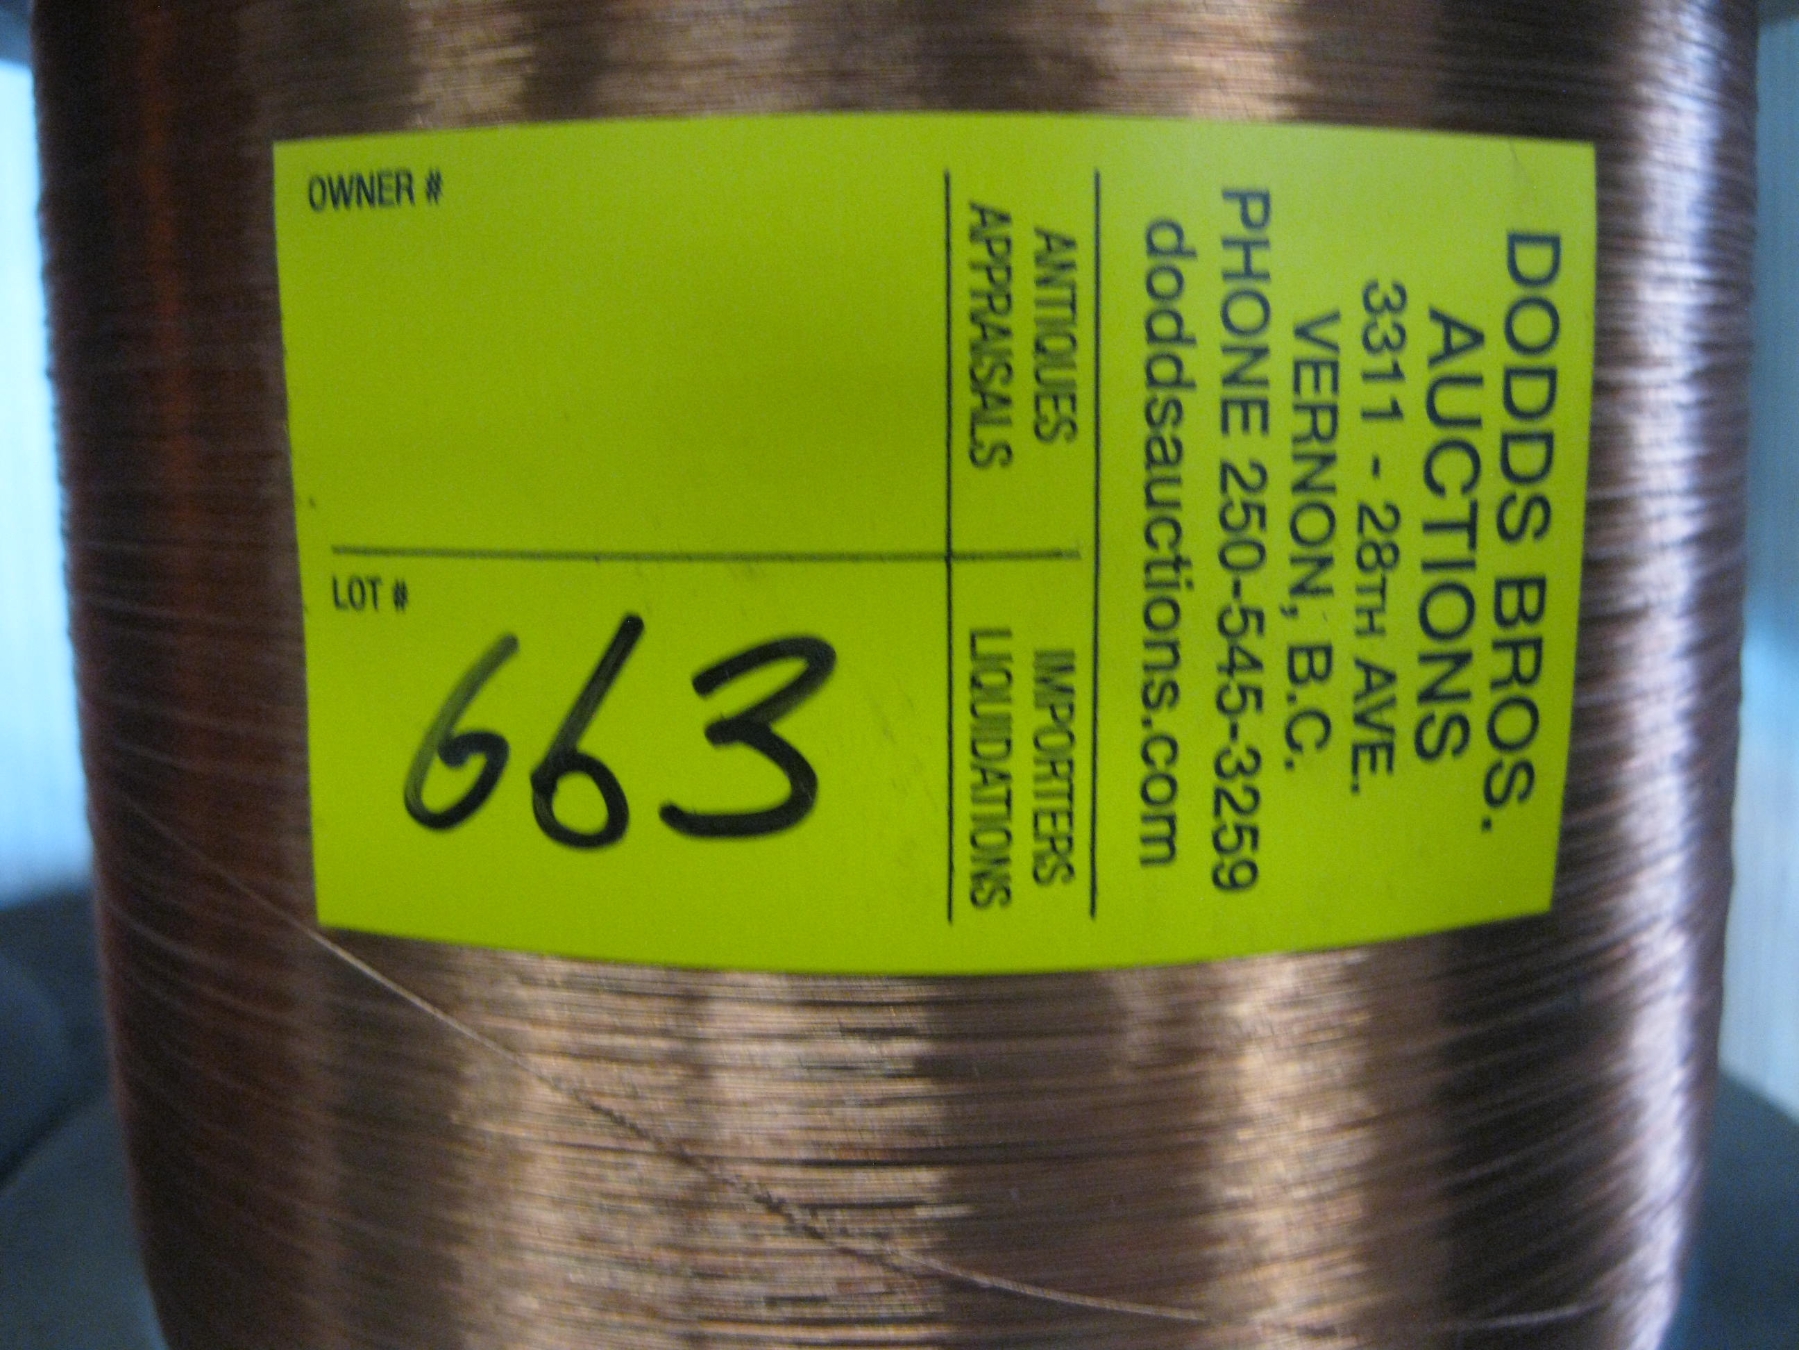 DODDS BROS.
AUCTIONS
3311 - 28TH AVE.
VERNON, B.C.
PHONE 250-545-3259
doddsauctions.com
ANTIQUES
APPRAISALS
IMPORTERS
LIQUIDATIONS
OWNER #
LOT #
663